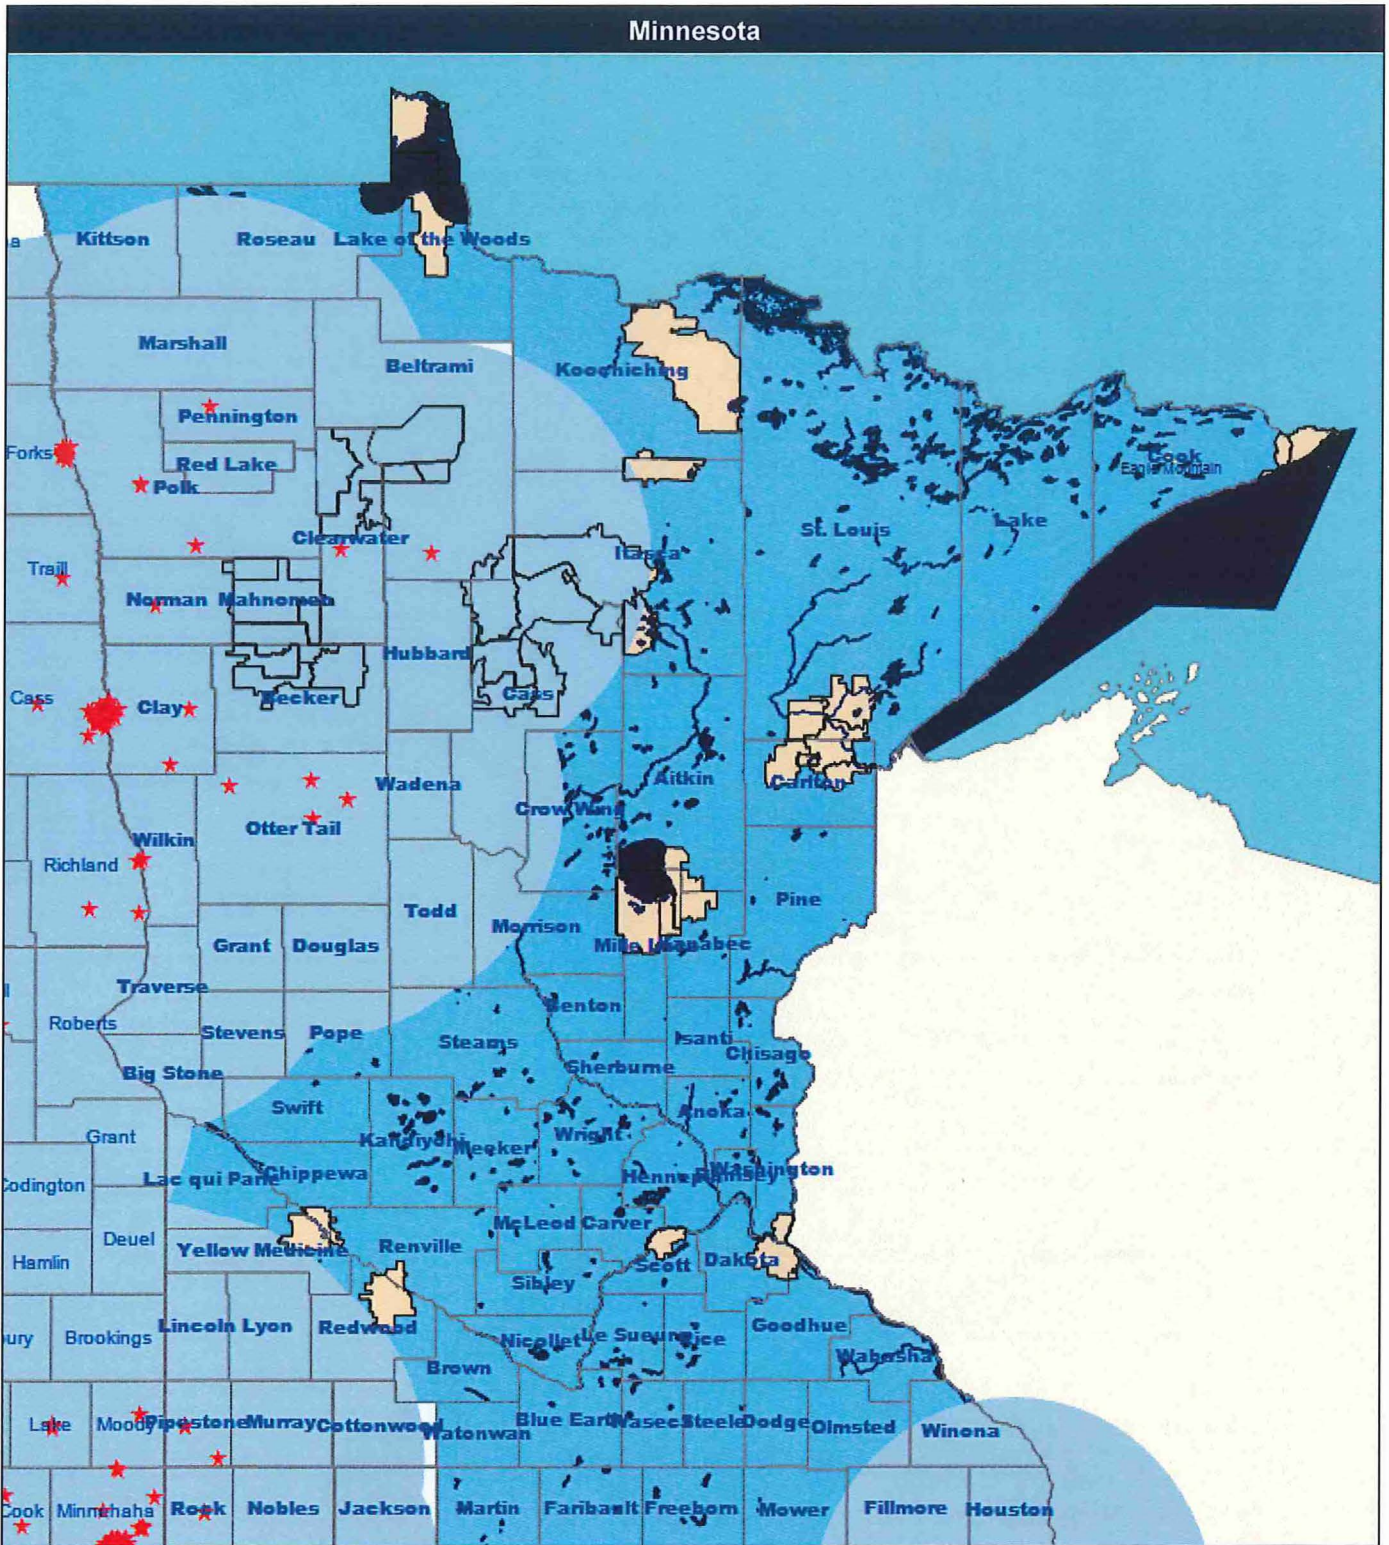 Minnesota
Kittson
Roseau
Lake of the Woods
Marshall
Beltrami
Koochiching
Pennington
Forks
Red Lake
Polk
Cook
Eagle Mountain
St. Louis
Lake
Clearwater
Itasca
Traill
Norman
Mahnomen
Hubbard
Cass
Clay
Becker
Cass
Aitkin
Carlton
Wadena
Crow Wing
Otter Tail
Wilkin
Richland
Pine
Todd
Morrison
Grant
Douglas
Mille Lacs
Kanabec
Traverse
Benton
Roberts
Stevens
Pope
Stearns
Isanti
Chisago
Sherburne
Big Stone
Swift
Anoka
Grant
Kandiyohi
Meeker
Wright
Lac qui Parle
Chippewa
Hennepin
Ramsey
Washington
Codington
McLeod
Carver
Deuel
Yellow Medicine
Renville
Hamlin
Scott
Dakota
Sibley
Lincoln
Lyon
Redwood
Brookings
Nicollet
Le Sueur
Rice
Goodhue
Wabasha
Brown
Lake
Moody
Pipestone
Murray
Cottonwood
Watonwan
Blue Earth
Waseca
Steele
Dodge
Olmsted
Winona
Cook
Minnehaha
Rock
Nobles
Jackson
Martin
Faribault
Freeborn
Mower
Fillmore
Houston